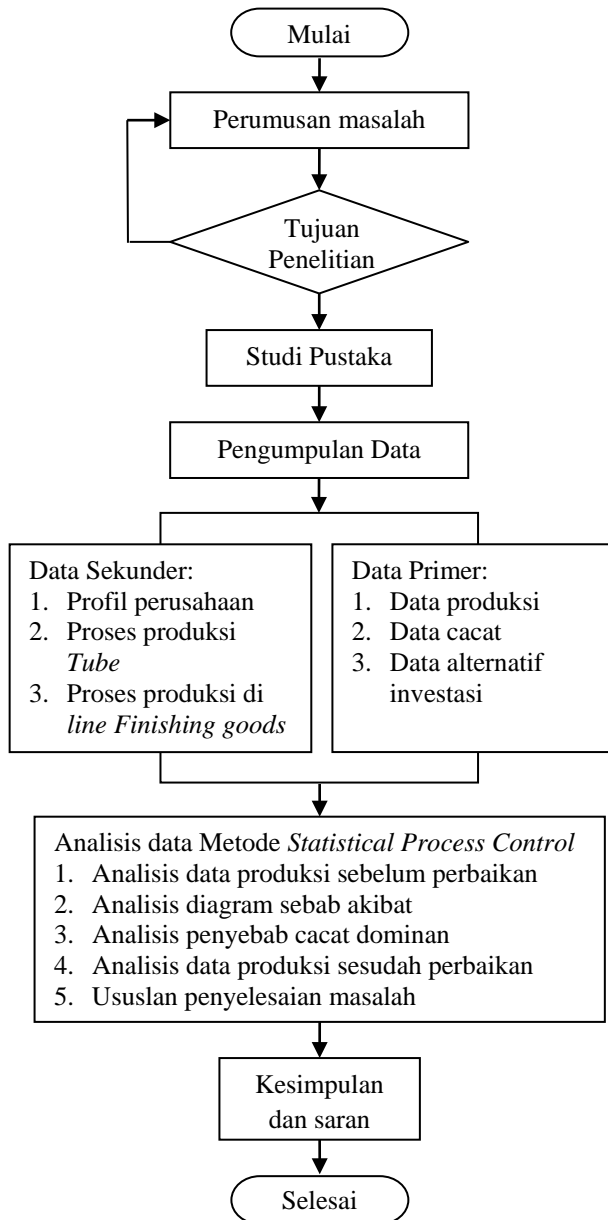 Mulai
Perumusan masalah
Tujuan
Penelitian
Studi Pustaka
Pengumpulan Data
Data Sekunder:
1. Profil perusahaan
2. Proses produksi
Tube
3. Proses produksi di
line Finishing goods
Data Primer:
1. Data produksi
2. Data cacat
3. Data alternatif
investasi
Analisis data Metode Statistical Process Control
1. Analisis data produksi sebelum perbaikan
2. Analisis diagram sebab akibat
3. Analisis penyebab cacat dominan
4. Analisis data produksi sesudah perbaikan
5. Ususlan penyelesaian masalah
Kesimpulan
dan saran
Selesai